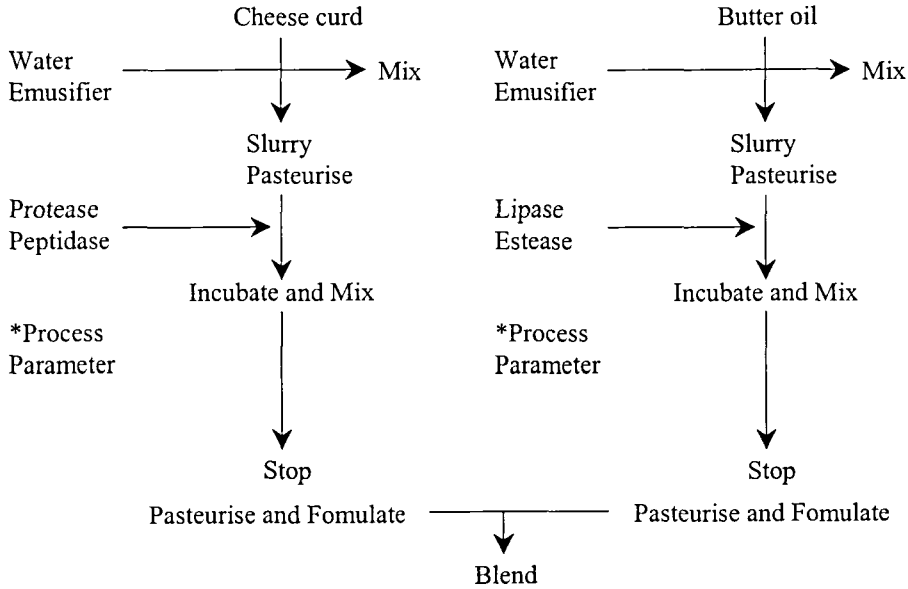 Cheese curd
Water
Emusifier
Mix
Slurry
Pasteurise
Protease
Peptidase
Incubate and Mix
*Process
Parameter
Stop
Pasteurise and Fomulate
Butter oil
Water
Emusifier
Mix
Slurry
Pasteurise
Lipase
Estease
Incubate and Mix
*Process
Parameter
Stop
Pasteurise and Fomulate
Blend